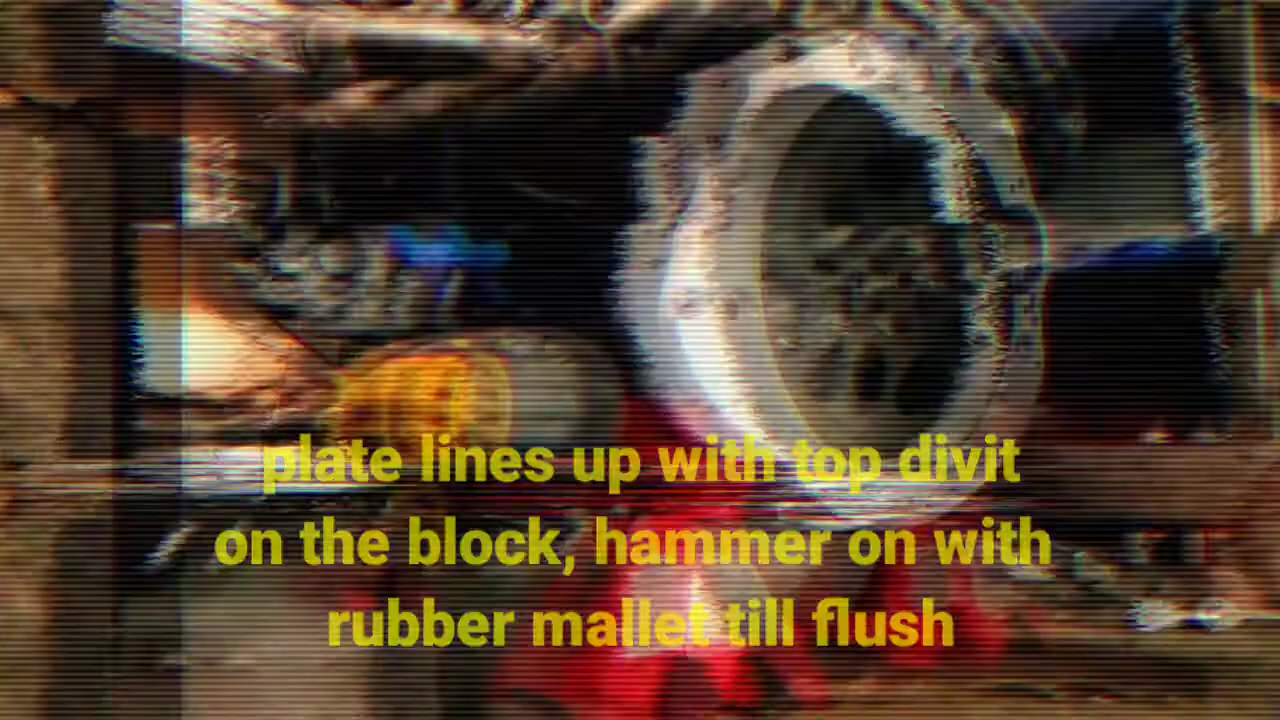 plate lines up with top divit
on the block, hammer on with
rubber mallet till flush